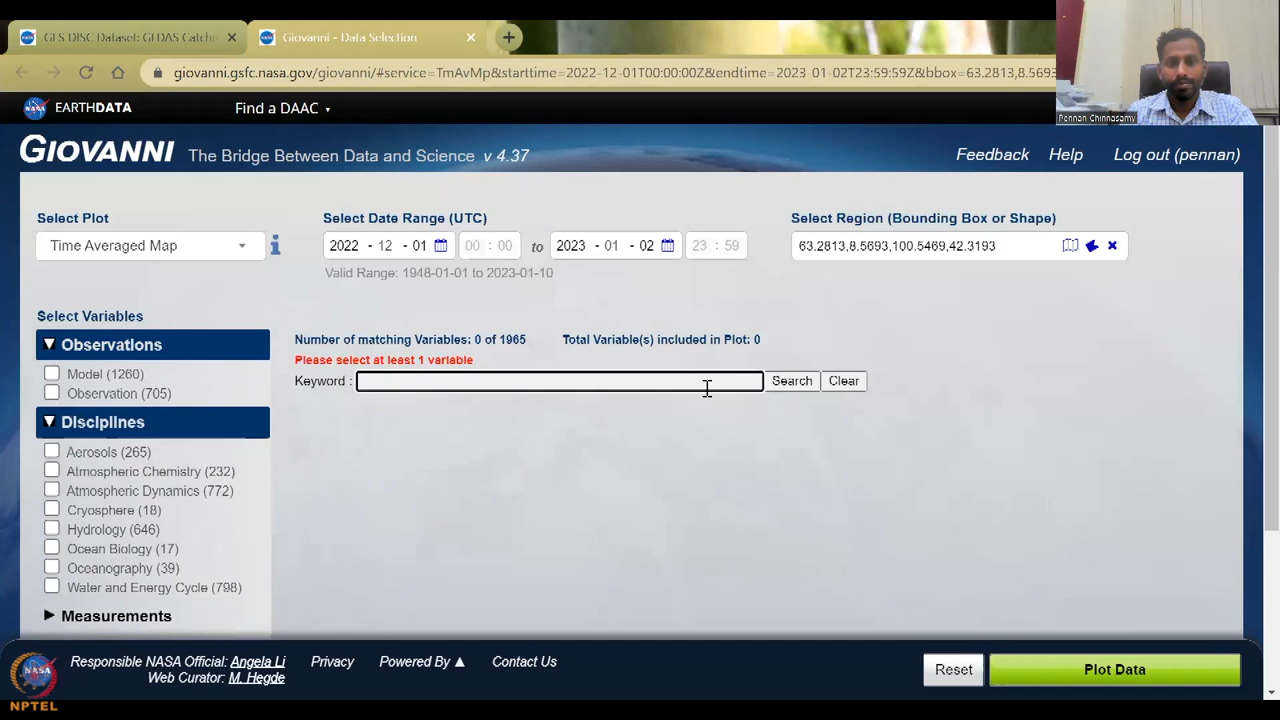 GES DISC Dataset: GLDAS Catchm
Giovanni - Data Selection
giovanni.gsfc.nasa.gov/giovanni/#service=TmAvMp&starttime=2022-12-01T00:00:00Z&endtime=2023-01-02T23:59:59Z&bbox=63.2813,8.5693
Pennan Chinnasamy
EARTHDATA
Find a DAAC
GIOVANNI The Bridge Between Data and Science v 4.37
Feedback Help Log out (pennan)
Select Plot
Select Date Range (UTC)
Select Region (Bounding Box or Shape)
Time Averaged Map
2022 - 12 - 01 00 : 00 to 2023 - 01 - 02 23 : 59
63.2813,8.5693,100.5469,42.3193
Valid Range: 1948-01-01 to 2023-01-10
Select Variables
Number of matching Variables: 0 of 1965 Total Variable(s) included in Plot: 0
Please select at least 1 variable
Keyword : Search Clear
Observations
Model (1260)
Observation (705)
Disciplines
Aerosols (265)
Atmospheric Chemistry (232)
Atmospheric Dynamics (772)
Cryosphere (18)
Hydrology (646)
Ocean Biology (17)
Oceanography (39)
Water and Energy Cycle (798)
Measurements
Responsible NASA Official: Angela Li
Web Curator: M. Hegde
Privacy Powered By Contact Us
Reset Plot Data
NPTEL